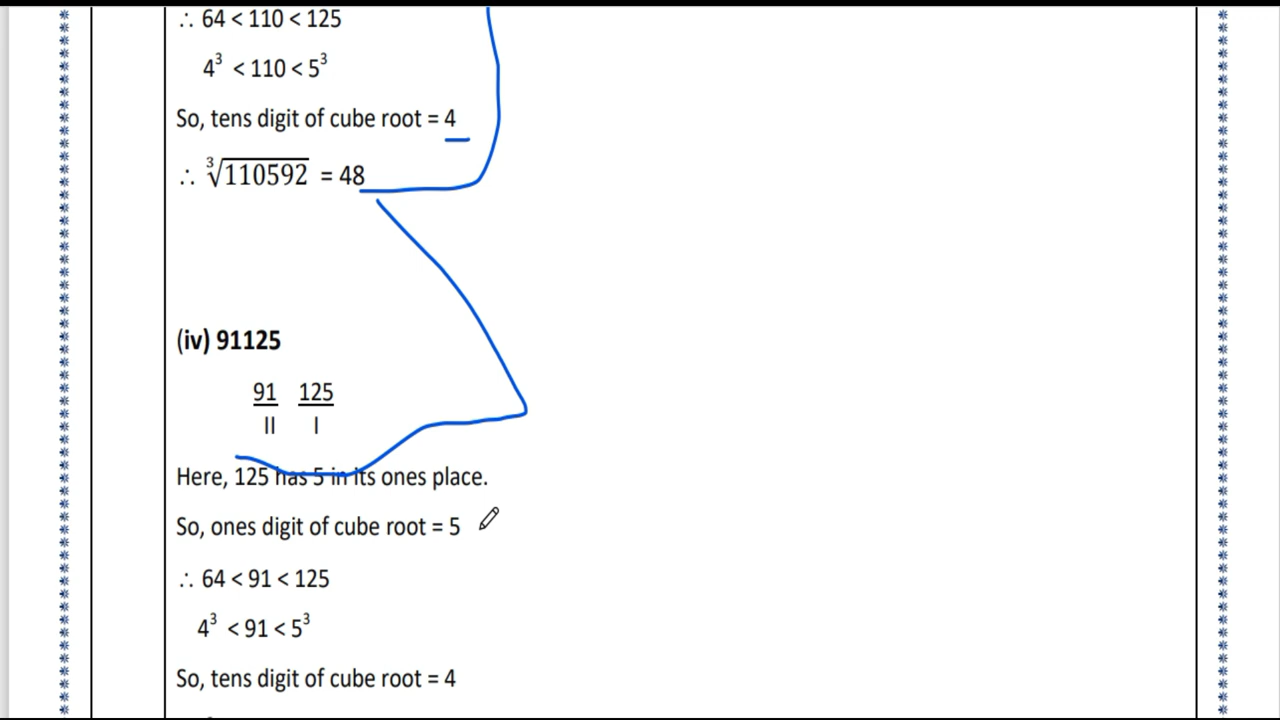 ∴ 64 < 110 < 125
4³ < 110 < 5³
So, tens digit of cube root = 4
∴ ∛110592 = 48
(iv) 91125
91 125
II I
Here, 125 has 5 in its ones place.
So, ones digit of cube root = 5
∴ 64 < 91 < 125
4³ < 91 < 5³
So, tens digit of cube root = 4